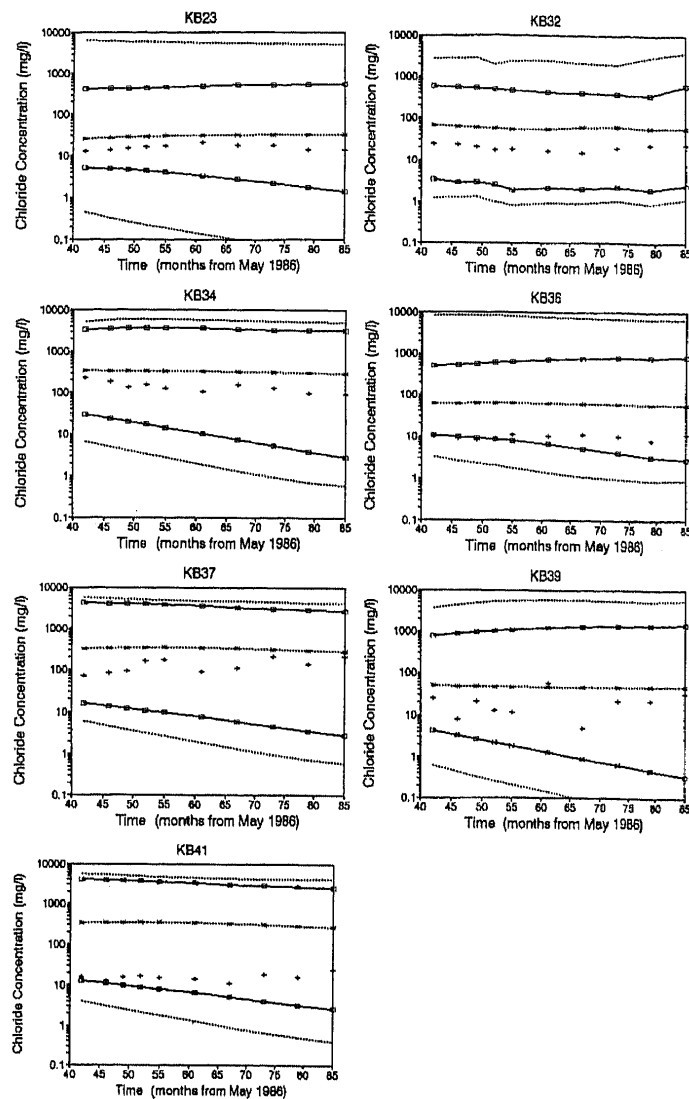 KB23
Chloride Concentration (mg/l)
10000
1000
100
10
1
0.1
40 45 50 55 60 65 70 75 80 85
Time (months from May 1986)
KB32
Chloride Concentration (mg/l)
10000
1000
100
10
1
0.1
40 45 50 55 60 65 70 75 80 85
Time (months from May 1986)
KB34
Chloride Concentration (mg/l)
10000
1000
100
10
1
0.1
40 45 50 55 60 65 70 75 80 85
Time (months from May 1986)
KB36
Chloride Concentration (mg/l)
10000
1000
100
10
1
0.1
40 45 50 55 60 65 70 75 80 85
Time (months from May 1986)
KB37
Chloride Concentration (mg/l)
10000
1000
100
10
1
0.1
40 45 50 55 60 65 70 75 80 85
Time (months from May 1986)
KB39
Chloride Concentration (mg/l)
10000
1000
100
10
1
0.1
40 45 50 55 60 65 70 75 80 85
Time (months from May 1986)
KB41
Chloride Concentration (mg/l)
10000
1000
100
10
1
0.1
40 45 50 55 60 65 70 75 80 85
Time (months from May 1986)